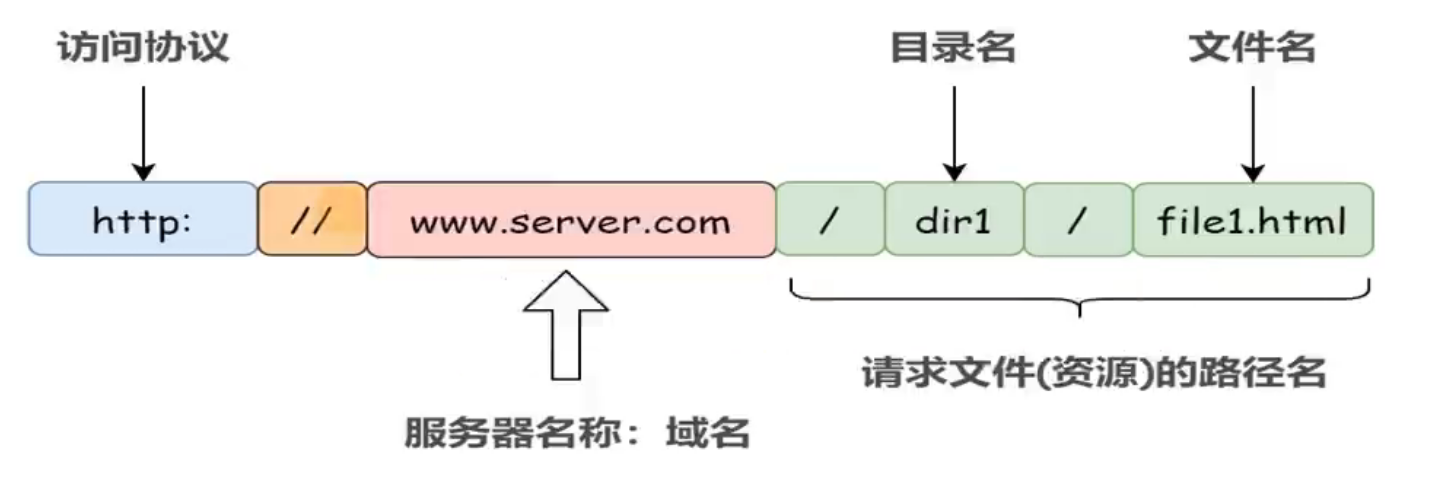 访问协议 目录名 文件名
http: // www.server.com / dir1 / file1.html
请求文件(资源)的路径名
服务器名称：域名